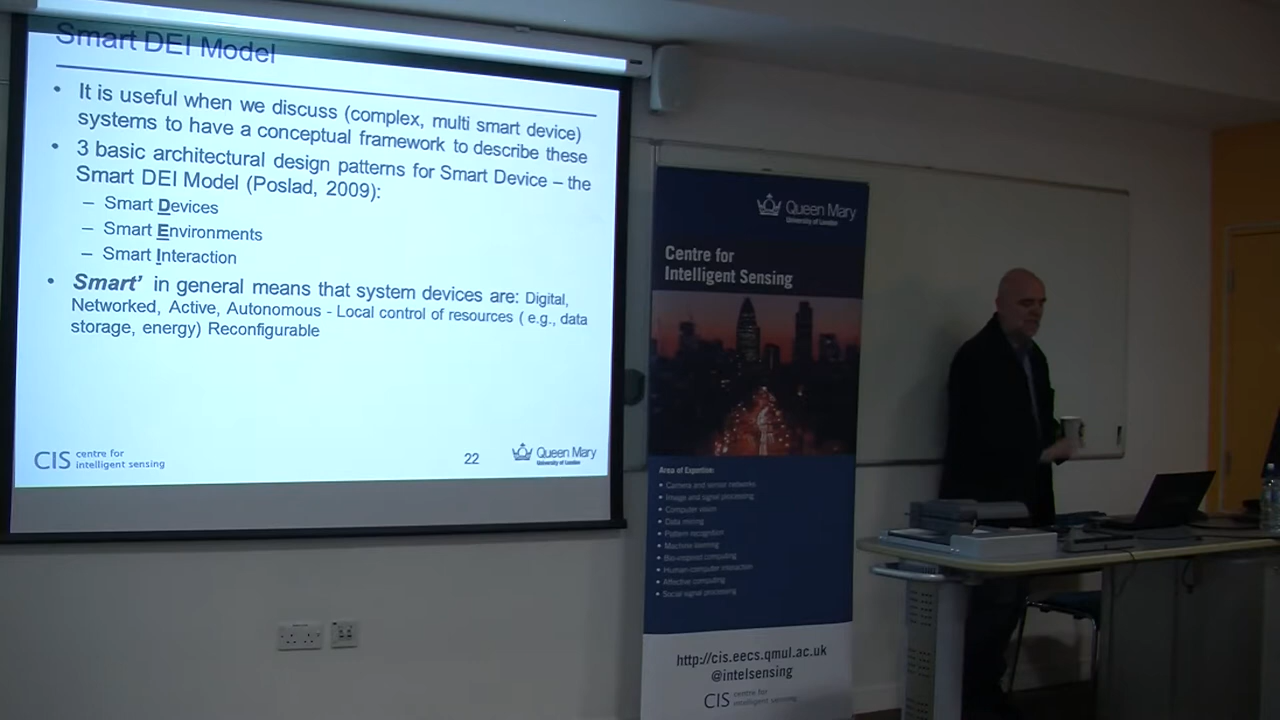 Smart DEI Model
• It is useful when we discuss (complex, multi smart device)
systems to have a conceptual framework to describe these
• 3 basic architectural design patterns for Smart Device – the
Smart DEI Model (Poslad, 2009):
– Smart Devices
– Smart Environments
– Smart Interaction
• Smart' in general means that system devices are: Digital,
Networked, Active, Autonomous - Local control of resources ( e.g., data
storage, energy) Reconfigurable
CIS centre for
intelligent sensing
22
Queen Mary
University of London
Queen Mary
University of London
Centre for
Intelligent Sensing
Area of Expertise:
• Camera and sensor networks
• Image and signal processing
• Computer vision
• Data mining
• Pattern recognition
• Machine learning
• Bio-inspired computing
• Human-computer interaction
• Affective computing
• Social signal processing
http://cis.eecs.qmul.ac.uk
@intelsensing
CIS centre for
intelligent sensing